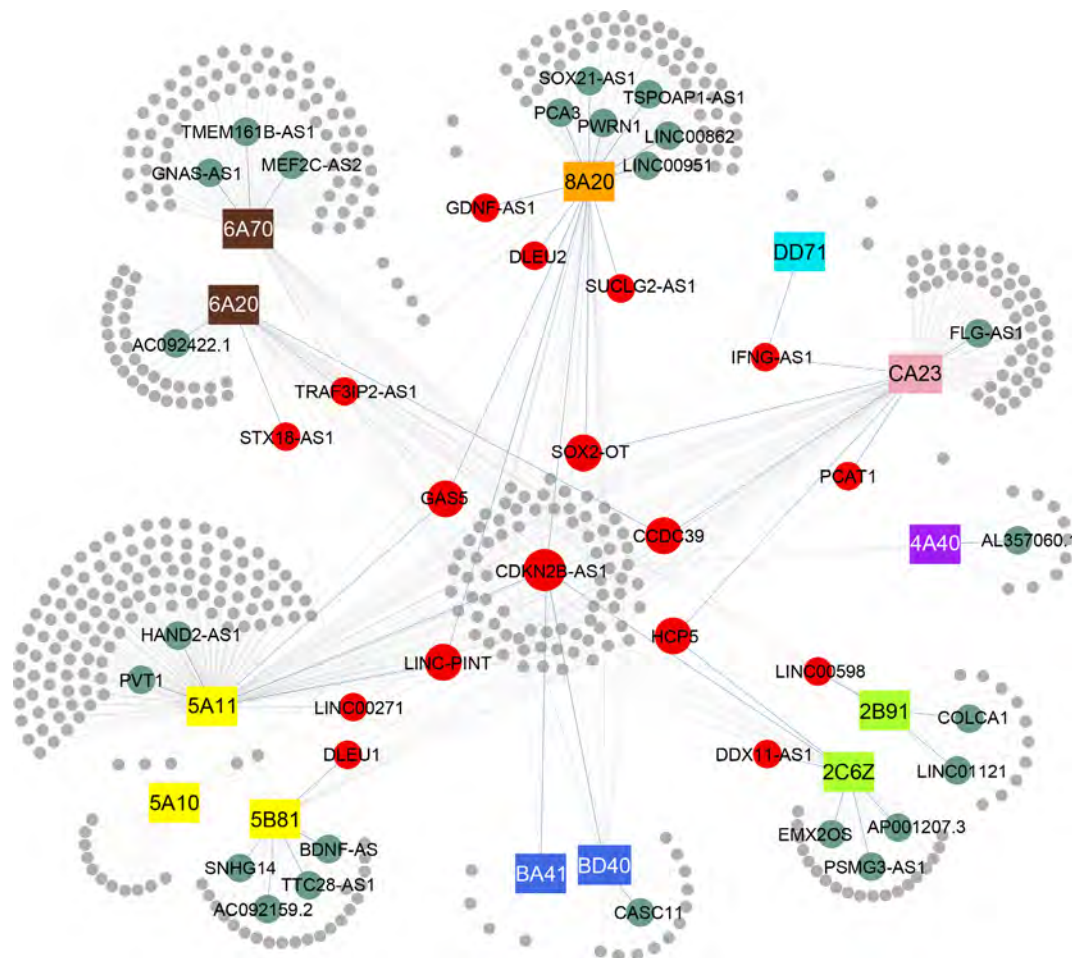 SOX21-AS1
TSPOAP1-AS1
PCA3
PWRN1
LINC00862
LINC00951
8A20
TMEM161B-AS1
GNAS-AS1
MEF2C-AS2
6A70
GDNF-AS1
DLEU2
SUCLG2-AS1
DD71
6A20
AC092422.1
IFNG-AS1
FLG-AS1
CA23
TRAF3IP2-AS1
STX18-AS1
SOX2-OT
PCAT1
GAS5
CCDC39
4A40
AL357060.1
CDKN2B-AS1
HAND2-AS1
HCP5
PVT1
LINC-PINT
LINC00598
5A11
LINC00271
2B91
COLCA1
DLEU1
DDX11-AS1
2C6Z
LINC01121
5A10
5B81
EMX2OS
AP001207.3
SNHG14
BDNF-AS
PSMG3-AS1
TTC28-AS1
BA41
BD40
AC092159.2
CASC11